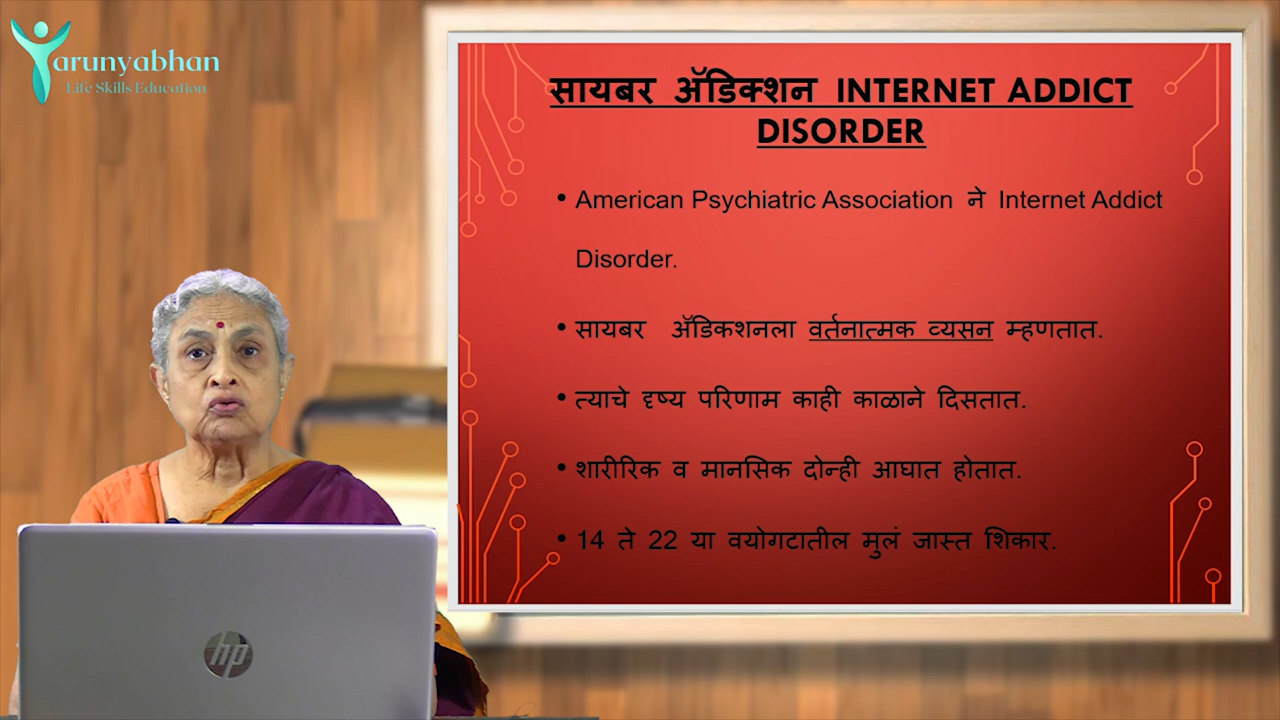 Yarunyabhan
Life Skills Education
सायबर ॲडिक्शन INTERNET ADDICT
DISORDER
• American Psychiatric Association ने Internet Addict
Disorder.
• सायबर ॲडिकशनला वर्तनात्मक व्यसन म्हणतात.
• त्याचे दृष्य परिणाम काही काळाने दिसतात.
• शारीरिक व मानसिक दोन्ही आघात होतात.
• 14 ते 22 या वयोगटातील मुलं जास्त शिकार.
hp